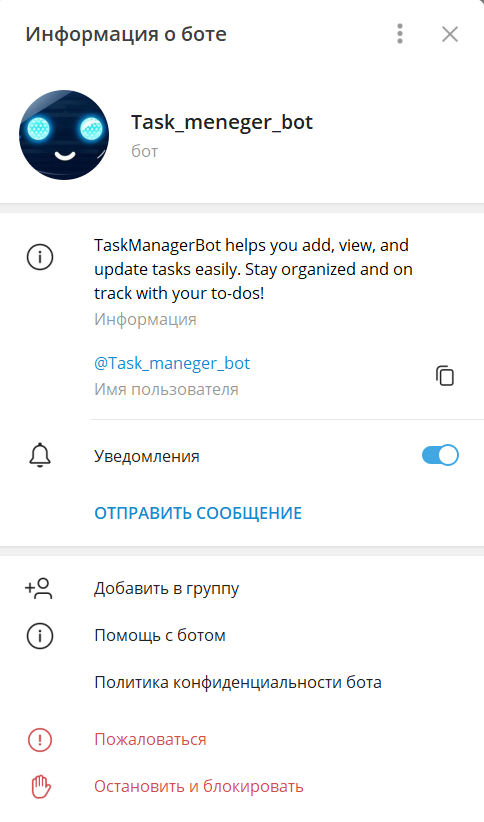 Информация о боте
Task_meneger_bot
бот
TaskManagerBot helps you add, view, and
update tasks easily. Stay organized and on
track with your to-dos!
Информация
@Task_maneger_bot
Имя пользователя
Уведомления
ОТПРАВИТЬ СООБЩЕНИЕ
Добавить в группу
Помощь с ботом
Политика конфиденциальности бота
Пожаловаться
Остановить и блокировать